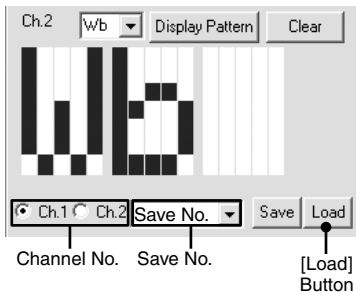 Ch.2 Wb Display Pattern Clear
Wb
Ch.1 Ch.2 Save No. Save Load
Channel No. Save No. [Load]
Button